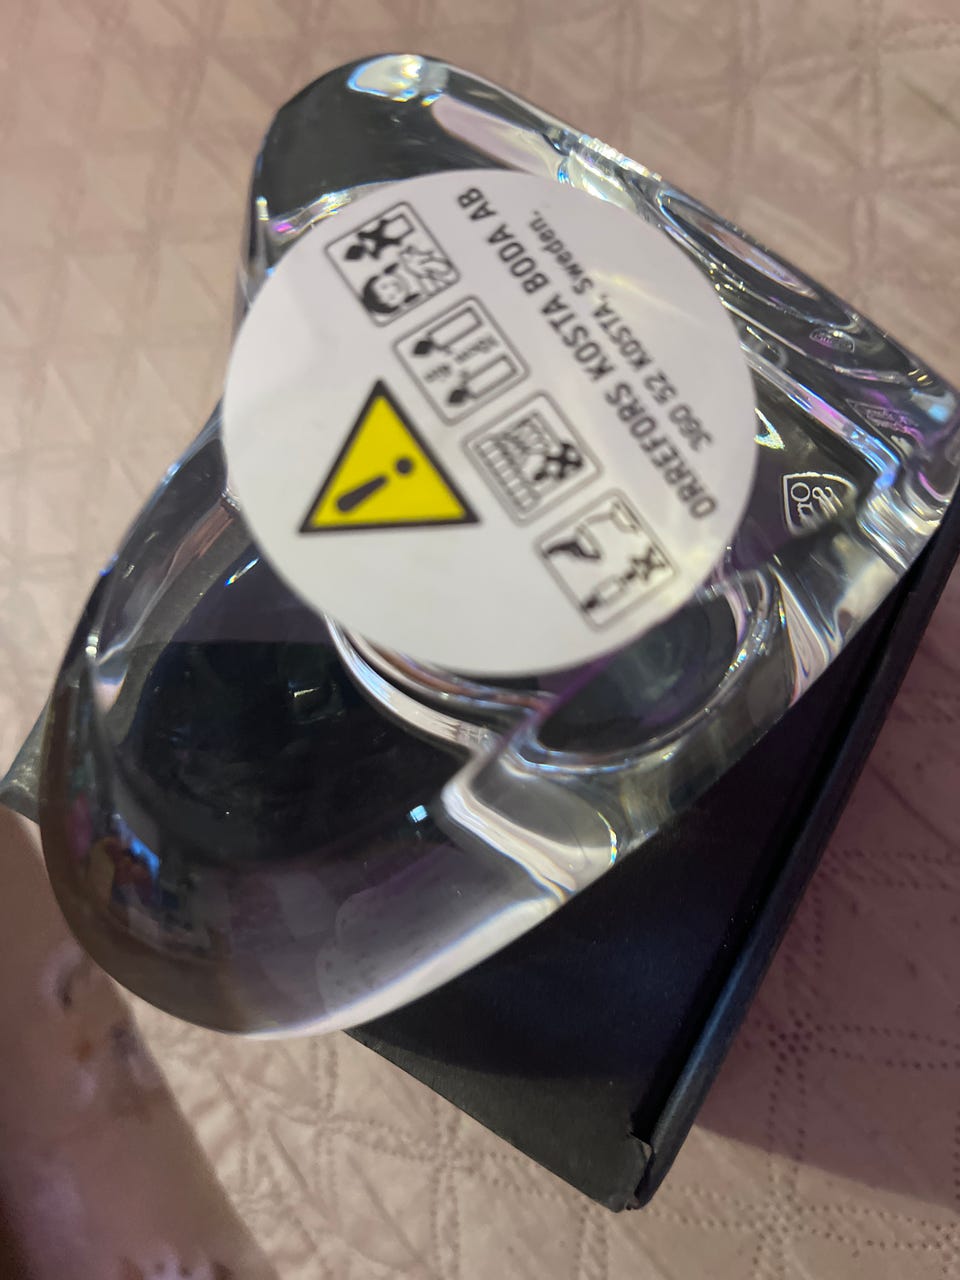 ORREFORS KOSTA BODA AB
360 52 KOSTA, Sweden.